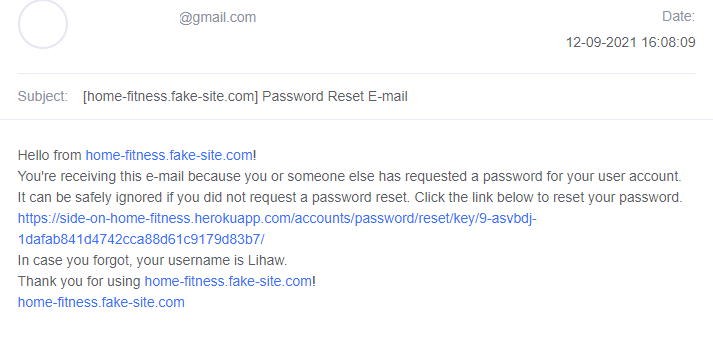 @gmail.com
Date:
12-09-2021 16:08:09
Subject: [home-fitness.fake-site.com] Password Reset E-mail
Hello from home-fitness.fake-site.com!
You're receiving this e-mail because you or someone else has requested a password for your user account.
It can be safely ignored if you did not request a password reset. Click the link below to reset your password.
https://side-on-home-fitness.herokuapp.com/accounts/password/reset/key/9-asvbdj-
1dafab841d4742cca88d61c9179d83b7/
In case you forgot, your username is Lihaw.
Thank you for using home-fitness.fake-site.com!
home-fitness.fake-site.com